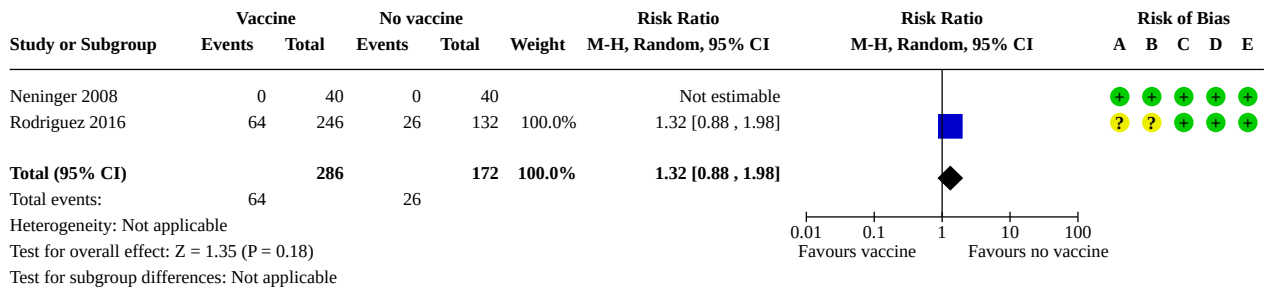 Vaccine No vaccine Risk Ratio Risk Ratio Risk of Bias
Study or Subgroup Events Total Events Total Weight M-H, Random, 95% CI M-H, Random, 95% CI A B C D E
Neninger 2008 0 40 0 40 Not estimable + + + + +
Rodriguez 2016 64 246 26 132 100.0% 1.32 [0.88 , 1.98] ? ? + + +
Total (95% CI) 286 172 100.0% 1.32 [0.88 , 1.98]
Total events: 64 26
Heterogeneity: Not applicable
0.01 0.1 1 10 100
Test for overall effect: Z = 1.35 (P = 0.18) Favours vaccine Favours no vaccine
Test for subgroup differences: Not applicable